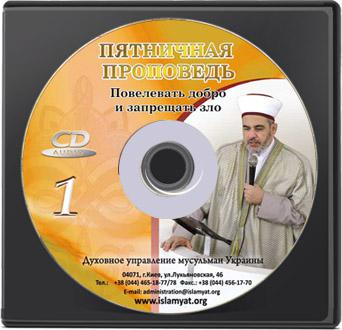 ПЯТНИЧНАЯ
ПРОПОВЕДЬ
Повелевать добро
и запрещать зло
CD
AUDIO
1
Духовное управление мусульман Украины
04071, г.Киев, ул.Лукьяновская, 46
Тел.: +38 (044) 465-18-77/78 Факс.: +38 (044) 456-17-70
E-mail: administration@islamyat.org
www.islamyat.org